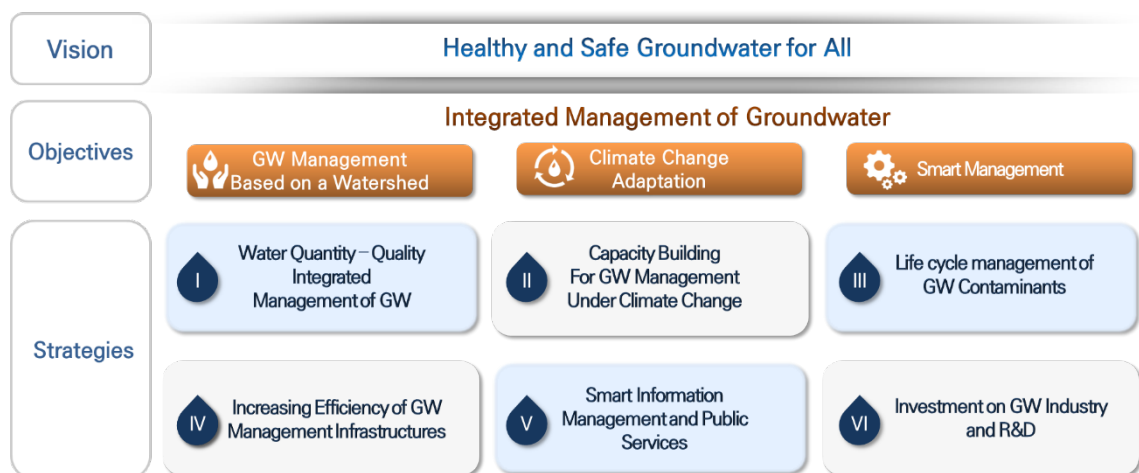 Vision
Healthy and Safe Groundwater for All
Objectives
Integrated Management of Groundwater
GW Management
Based on a Watershed
Climate Change
Adaptation
Smart Management
Strategies
I
Water Quantity – Quality
Integrated
Management of GW
II
Capacity Building
For GW Management
Under Climate Change
III
Life cycle management of
GW Contaminants
IV
Increasing Efficiency of GW
Management Infrastructures
V
Smart Information
Management and Public
Services
VI
Investment on GW Industry
and R&D